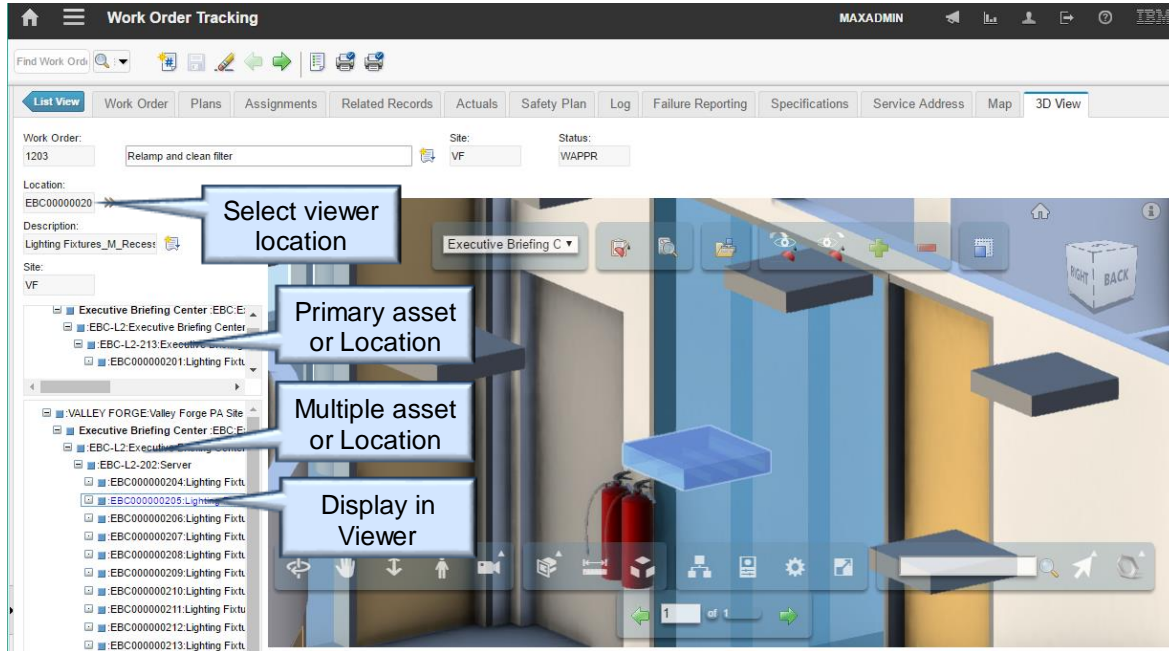 Work Order Tracking
MAXADMIN
IBM
Find Work Orde
List View
Work Order
Plans
Assignments
Related Records
Actuals
Safety Plan
Log
Failure Reporting
Specifications
Service Address
Map
3D View
Work Order:
Site:
Status:
1203
Relamp and clean filter
VF
WAPPR
Location:
EBC00000020
Select viewer
location
Description:
Lighting Fixtures_M_Recess
Executive Briefing C
Site:
VF
RIGHT
BACK
Executive Briefing Center :EBC:E
:EBC-L2:Executive Briefing Center
:EBC-L2-213:Executive
:EBC000000201:Lighting Fixtu
Primary asset
or Location
:VALLEY FORGE:Valley Forge PA Site
Executive Briefing Center :EBC:E
:EBC-L2:Executive Briefing Center
:EBC-L2-202:Server
Multiple asset
or Location
:EBC000000204:Lighting Fixtu
:EBC000000205:Lighting
:EBC000000206:Lighting Fixtu
:EBC000000207:Lighting Fixtu
:EBC000000208:Lighting Fixtu
:EBC000000209:Lighting Fixtu
:EBC000000210:Lighting Fixtu
:EBC000000211:Lighting Fixtu
:EBC000000212:Lighting Fixtu
:EBC000000213:Lighting Fixtu
Display in
Viewer
1 of 1